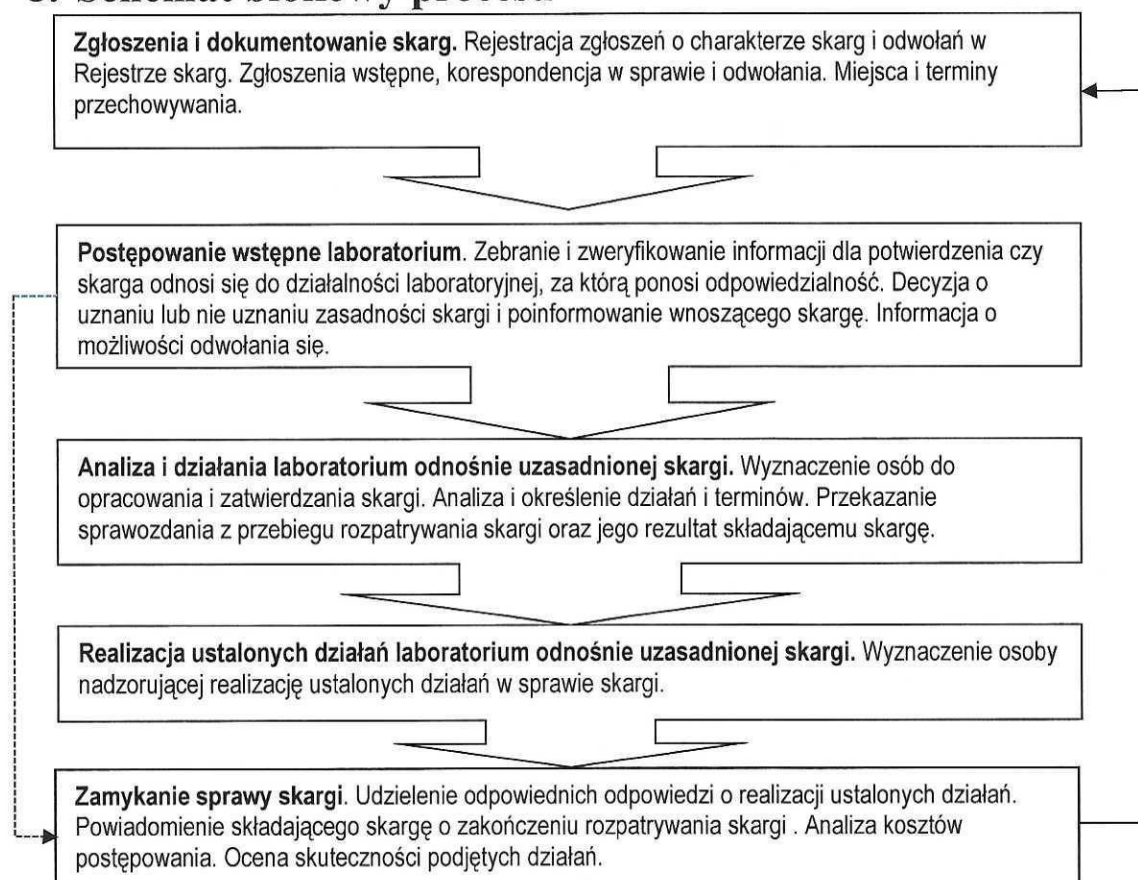 Zgłoszenia i dokumentowanie skarg. Rejestracja zgłoszeń o charakterze skarg i odwołań w
Rejestrze skarg. Zgłoszenia wstępne, korespondencja w sprawie i odwołania. Miejsca i terminy
przechowywania.
Postępowanie wstępne laboratorium. Zebranie i zweryfikowanie informacji dla potwierdzenia czy
skarga odnosi się do działalności laboratoryjnej, za którą ponosi odpowiedzialność. Decyzja o
uznaniu lub nie uznaniu zasadności skargi i poinformowanie wnoszącego skargę. Informacja o
możliwości odwołania się.
Analiza i działania laboratorium odnośnie uzasadnionej skargi. Wyznaczenie osób do
opracowania i zatwierdzania skargi. Analiza i określenie działań i terminów. Przekazanie
sprawozdania z przebiegu rozpatrywania skargi oraz jego rezultat składającemu skargę.
Realizacja ustalonych działań laboratorium odnośnie uzasadnionej skargi. Wyznaczenie osoby
nadzorującej realizację ustalonych działań w sprawie skargi.
Zamykanie sprawy skargi. Udzielenie odpowiednich odpowiedzi o realizacji ustalonych działań.
Powiadomienie składającego skargę o zakończeniu rozpatrywania skargi . Analiza kosztów
postępowania. Ocena skuteczności podjętych działań.